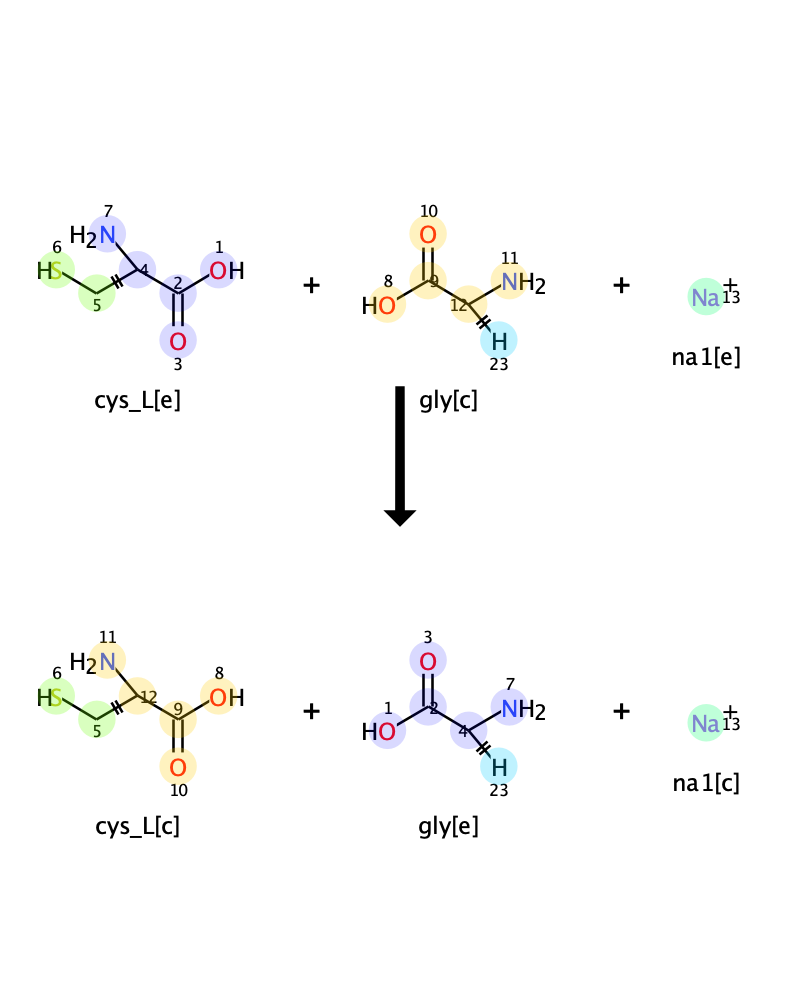 7 10
H2N 6 1 O 11
HS 4 2 OH + 8 9 NH2 + Na+ 13
5 HO 12
O H
3 23 na1[e]
cys_L[e] gly[c]
11 3
H2N 6 8 O 7
HS 12 9 OH + 1 2 NH2 + Na+ 13
5 HO 4
O H
10 23 na1[c]
cys_L[c] gly[e]